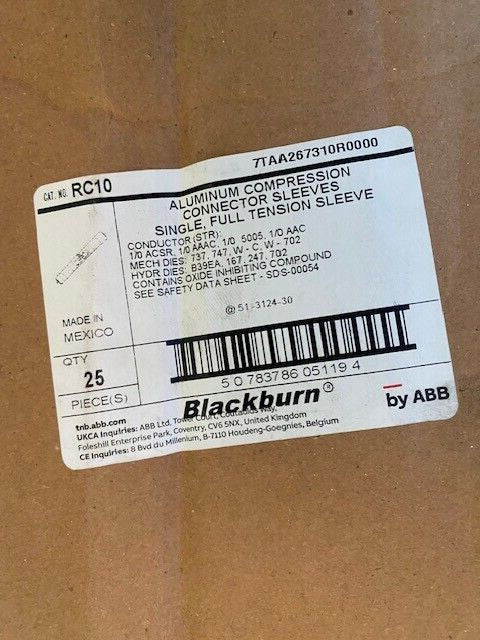 CAT. NO. RC10 7TAA267310R0000
ALUMINUM COMPRESSION
CONNECTOR SLEEVES
SINGLE, FULL TENSION SLEEVE
CONDUCTOR (STR):
1/0 ACSR, 1/0 AAAC, 1/0 5005, 1/0 AAC
MECH DIES: 737, 747, W - C, W - 702
HYDR DIES: B39EA, 167, 247, 702
CONTAINS OXIDE INHIBITING COMPOUND
SEE SAFETY DATA SHEET - SDS-00054
@ 51-3124-30
MADE IN
MEXICO
QTY
25
PIECE(S)
5 0 783786 05119 4
Blackburn®
by ABB
tnb.abb.com
UKCA Inquiries: ABB Ltd, Tower Court, Coutaulds Way,
Foleshill Enterprise Park, Coventry, CV6 5NX, United Kingdom
CE Inquiries: 8 Bvd du Millenium, B-7110 Houdeng-Goegnies, Belgium